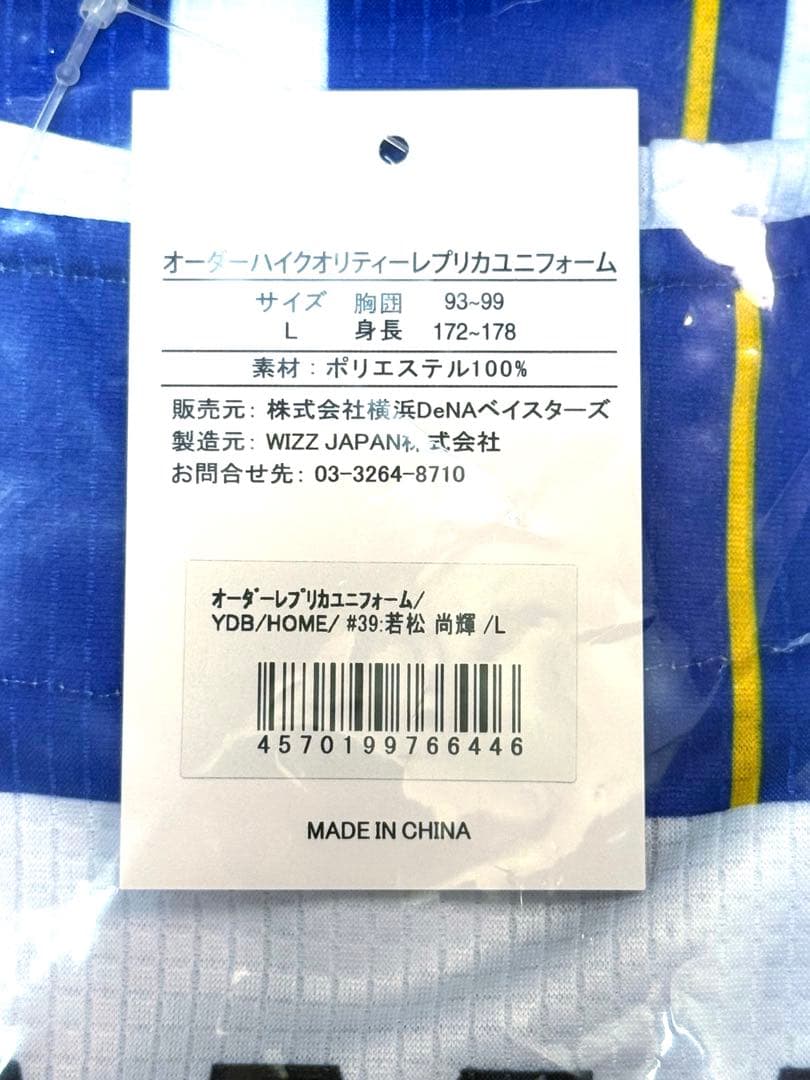 オーダーハイクオリティーレプリカユニフォーム
サイズ 胸囲 93~99
L 身長 172~178
素材：ポリエステル100%
販売元：株式会社横浜DeNAベイスターズ
製造元：WIZZ JAPAN株式会社
お問合せ先：03-3264-8710
ｵｰﾀﾞｰﾚﾌﾟﾘｶﾕﾆﾌｫｰﾑ/
YDB/HOME/ #39:若松 尚輝 /L
4570199766446
MADE IN CHINA